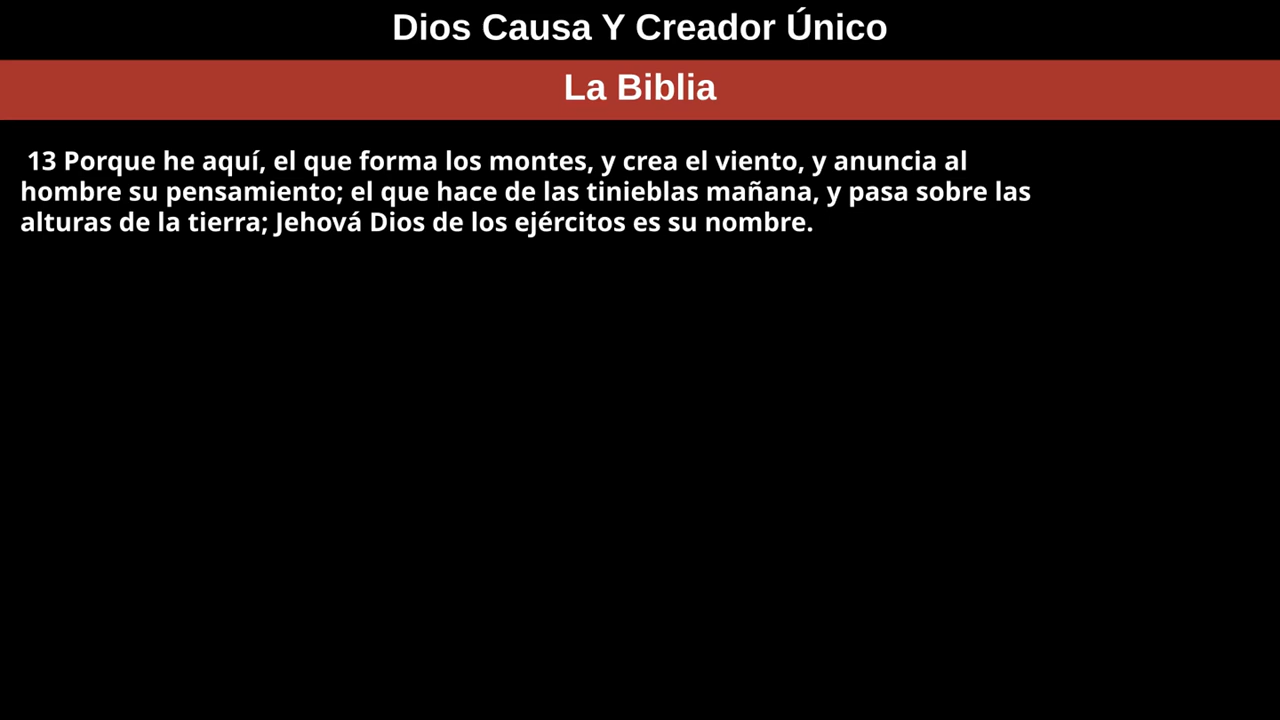 Dios Causa Y Creador Único
La Biblia
13 Porque he aquí, el que forma los montes, y crea el viento, y anuncia al
hombre su pensamiento; el que hace de las tinieblas mañana, y pasa sobre las
alturas de la tierra; Jehová Dios de los ejércitos es su nombre.